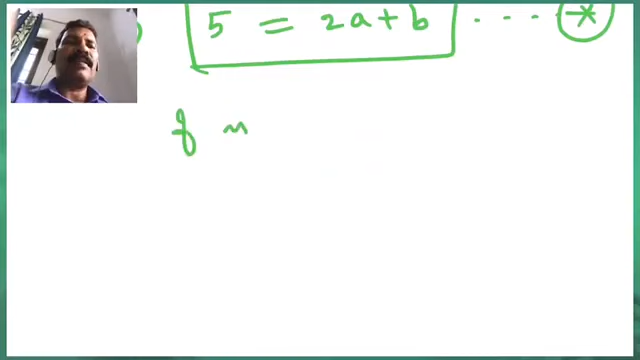 5 = 2a + b ... *
f